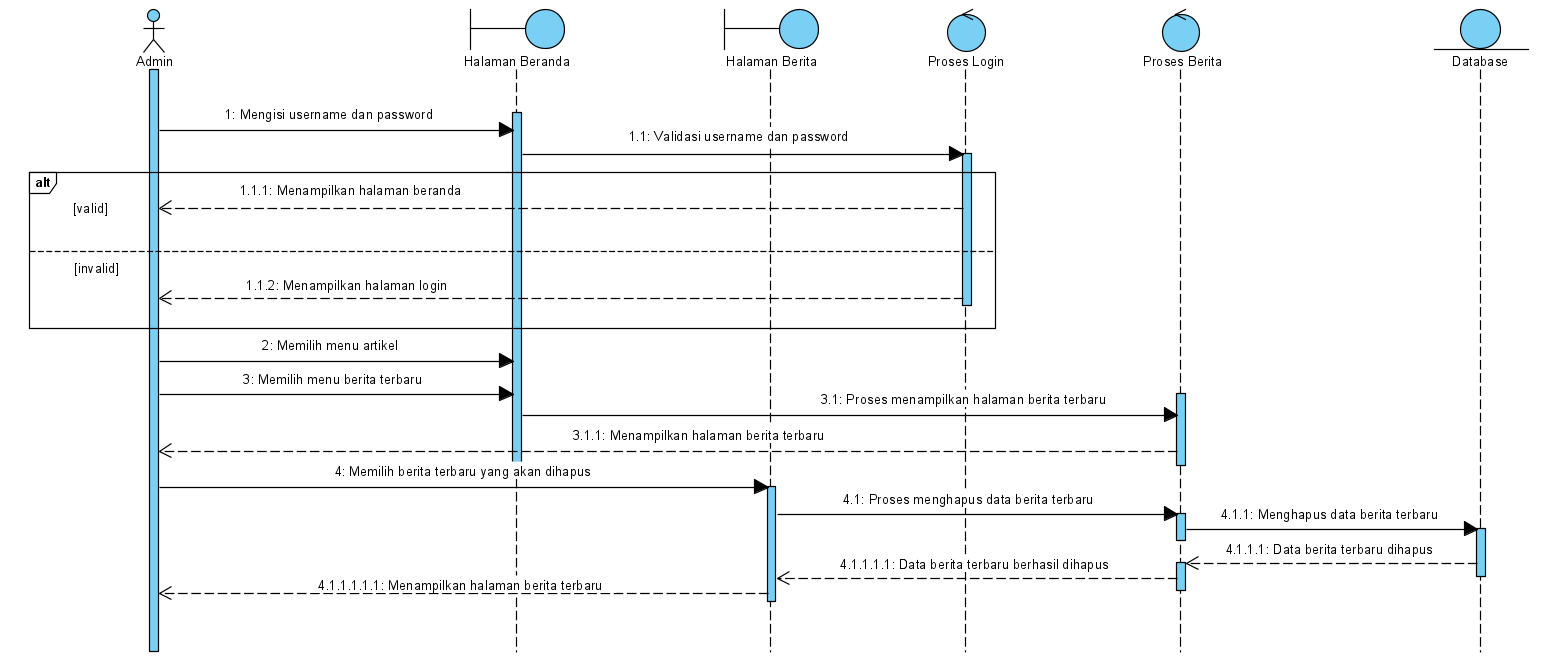 Admin
Halaman Beranda
Halaman Berita
Proses Login
Proses Berita
Database
1: Mengisi username dan password
1.1: Validasi username dan password
alt
1.1.1: Menampilkan halaman beranda
[valid]
[invalid]
1.1.2: Menampilkan halaman login
2: Memilih menu artikel
3: Memilih menu berita terbaru
3.1: Proses menampilkan halaman berita terbaru
3.1.1: Menampilkan halaman berita terbaru
4: Memilih berita terbaru yang akan dihapus
4.1: Proses menghapus data berita terbaru
4.1.1: Menghapus data berita terbaru
4.1.1.1: Data berita terbaru dihapus
4.1.1.1.1: Data berita terbaru berhasil dihapus
4.1.1.1.1.1: Menampilkan halaman berita terbaru